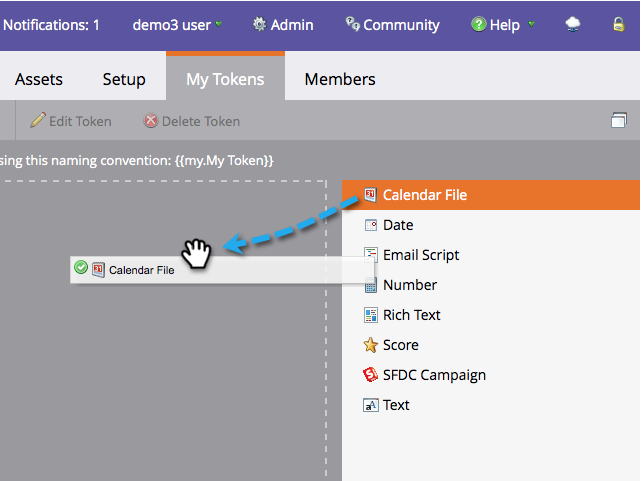 Notifications: 1 demo3 user Admin Community Help
Assets Setup My Tokens Members
Edit Token Delete Token
sing this naming convention: {{my.My Token}}
Calendar File
Date
Email Script
Number
Rich Text
Score
SFDC Campaign
Text
Calendar File